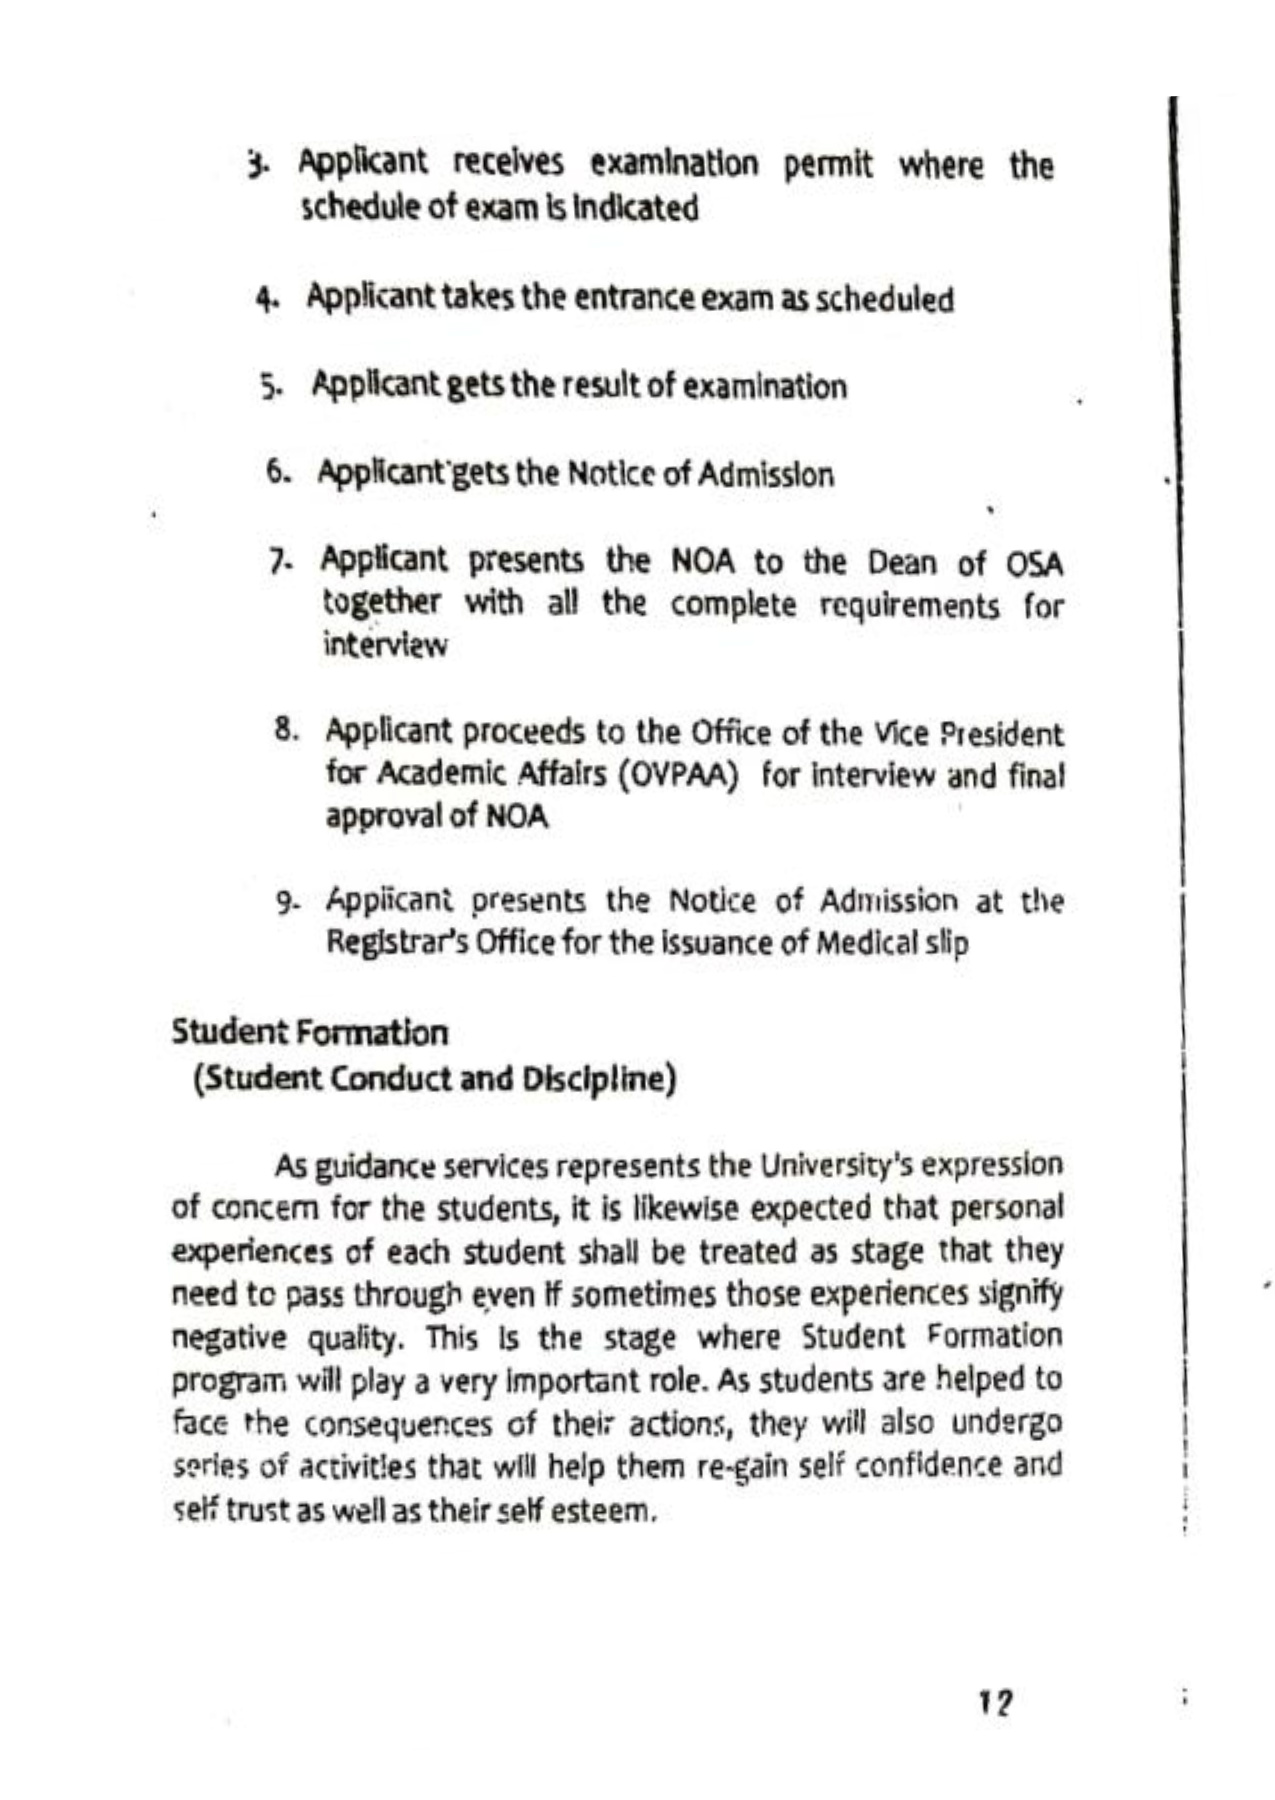 3. Applicant receives examination permit where the
schedule of exam is indicated
4. Applicant takes the entrance exam as scheduled
5. Applicant gets the result of examination
6. Applicant gets the Notice of Admission
7. Applicant presents the NOA to the Dean of OSA
together with all the complete requirements for
interview
8. Applicant proceeds to the Office of the Vice President
for Academic Affairs (OVPAA) for interview and final
approval of NOA
9. Applicant presents the Notice of Admission at the
Registrar's Office for the issuance of Medical slip
Student Formation
(Student Conduct and Discipline)
As guidance services represents the University's expression
of concern for the students, it is likewise expected that personal
experiences of each student shall be treated as stage that they
need to pass through even if sometimes those experiences signify
negative quality. This is the stage where Student Formation
program will play a very important role. As students are helped to
face the consequences of their actions, they will also undergo
series of activities that will help them re-gain self confidence and
self trust as well as their self esteem.
12